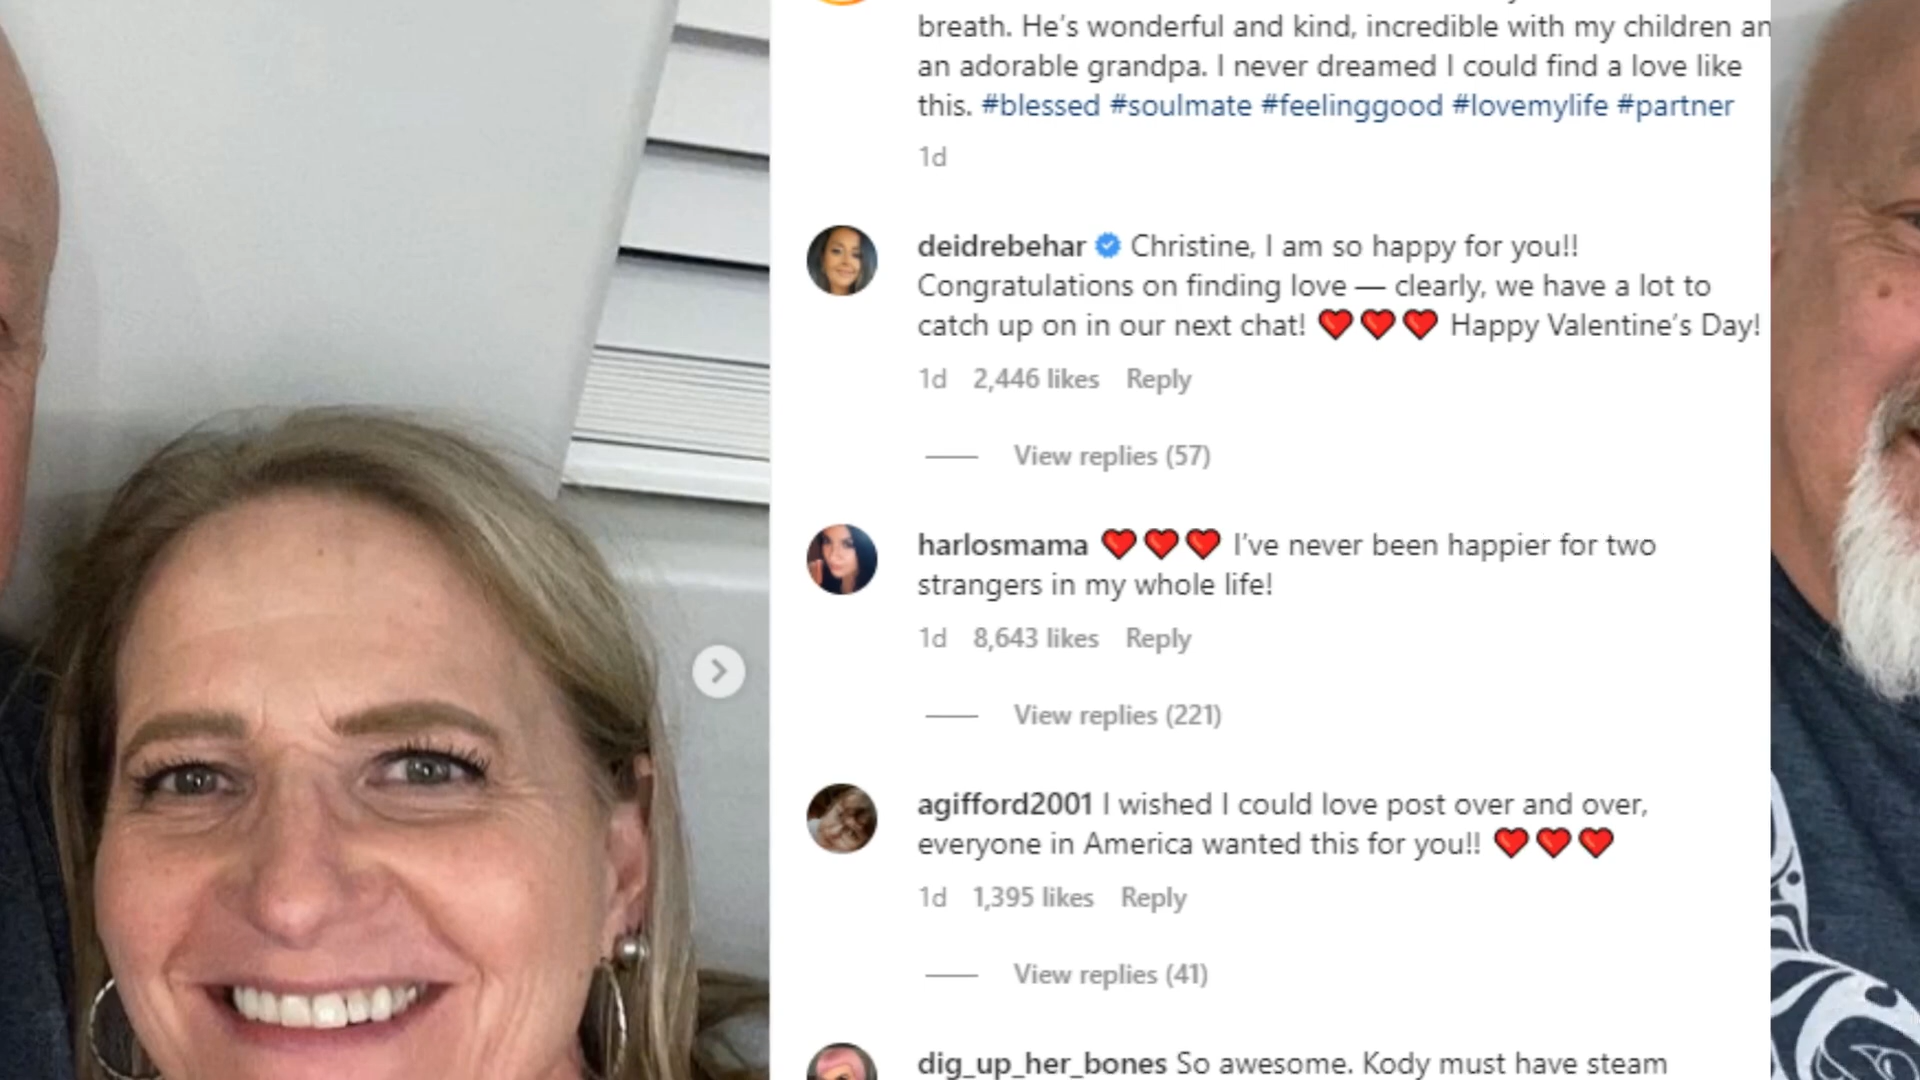 breath. He's wonderful and kind, incredible with my children an
an adorable grandpa. I never dreamed I could find a love like
this. #blessed #soulmate #feelinggood #lovemylife #partner
1d
deidrebehar Christine, I am so happy for you!!
Congratulations on finding love — clearly, we have a lot to
catch up on in our next chat! ❤️❤️❤️ Happy Valentine's Day!
1d 2,446 likes Reply
View replies (57)
harlosmama ❤️❤️❤️ I've never been happier for two
strangers in my whole life!
1d 8,643 likes Reply
View replies (221)
agifford2001 I wished I could love post over and over,
everyone in America wanted this for you!! ❤️❤️❤️
1d 1,395 likes Reply
View replies (41)
dig_up_her_bones So awesome. Kody must have steam